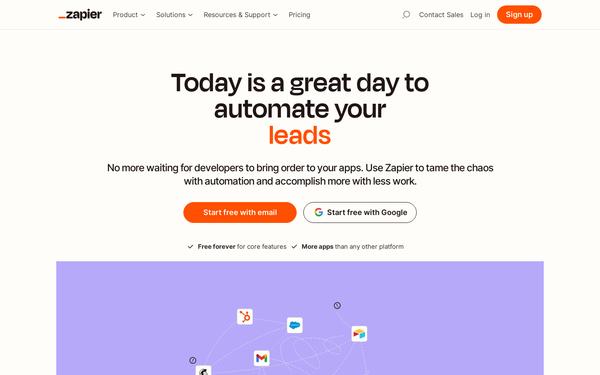 zapier
Product
Solutions
Resources & Support
Pricing
Contact Sales
Log in
Sign up
Today is a great day to
automate your
leads
No more waiting for developers to bring order to your apps. Use Zapier to tame the chaos
with automation and accomplish more with less work.
Start free with email
Start free with Google
Free forever for core features
More apps than any other platform